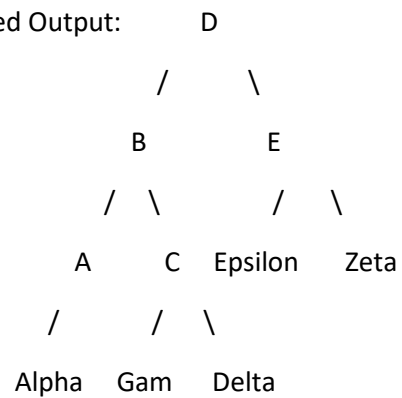 ed Output: D
/ \
B E
/ \ / \
A C Epsilon Zeta
/ / \
Alpha Gam Delta